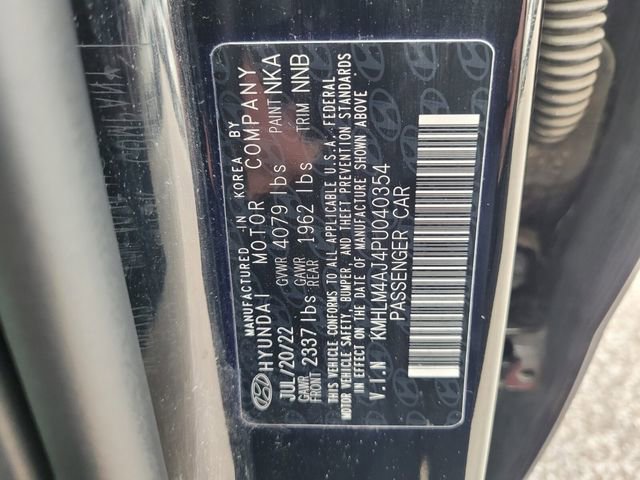 MANUFACTURED IN KOREA BY
HYUNDAI MOTOR COMPANY
JUL/20/22 GVWR 4079 lbs PAINT NKA
GAWR FRONT 2337 lbs GAWR REAR 1962 lbs TRIM NNB
THIS VEHICLE CONFORMS TO ALL APPLICABLE U.S.A. FEDERAL
MOTOR VEHICLE SAFETY, BUMPER, AND THEFT PREVENTION STANDARDS
IN EFFECT ON THE DATE OF MANUFACTURE SHOWN ABOVE
V.I.N KMHLM4AJ4PU040354
PASSENGER CAR